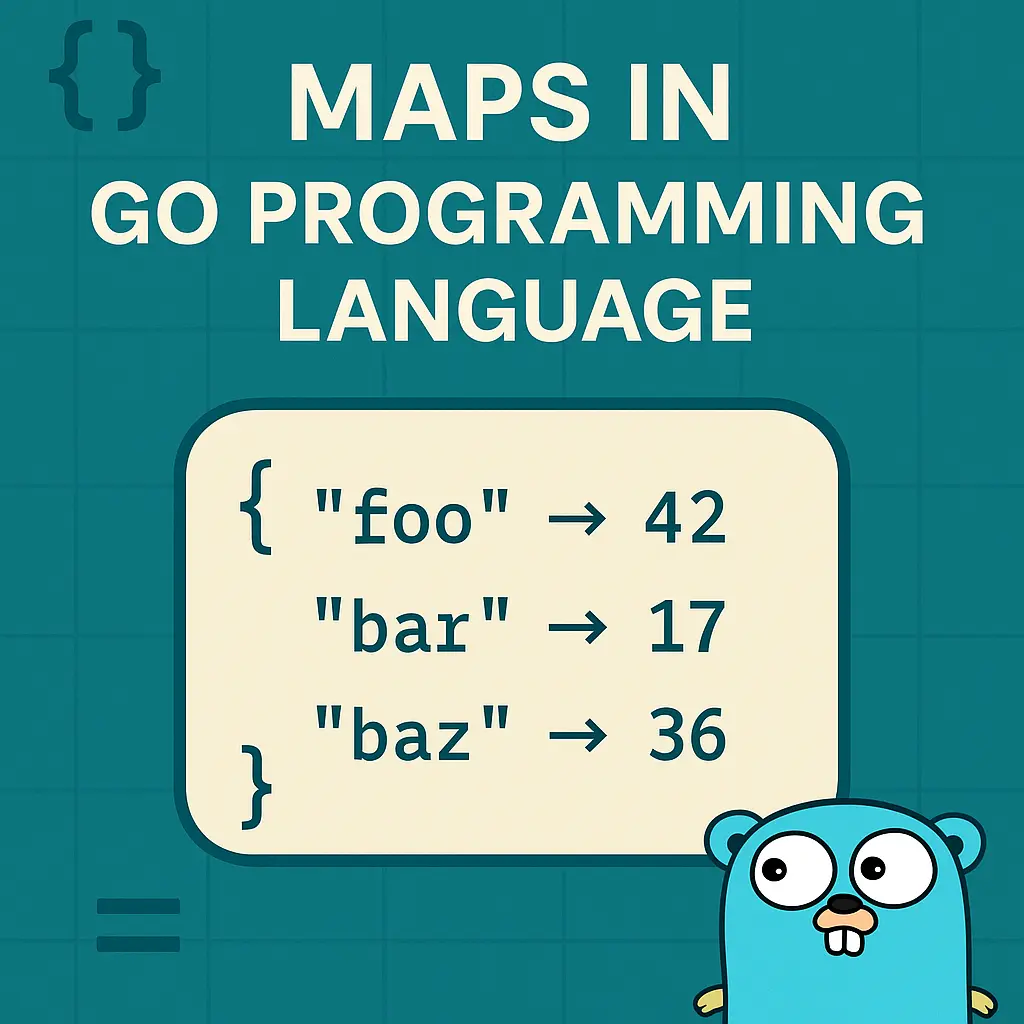 {}
MAPS IN
GO PROGRAMMING
LANGUAGE
{ "foo" → 42
"bar" → 17
"baz" → 36
}
=